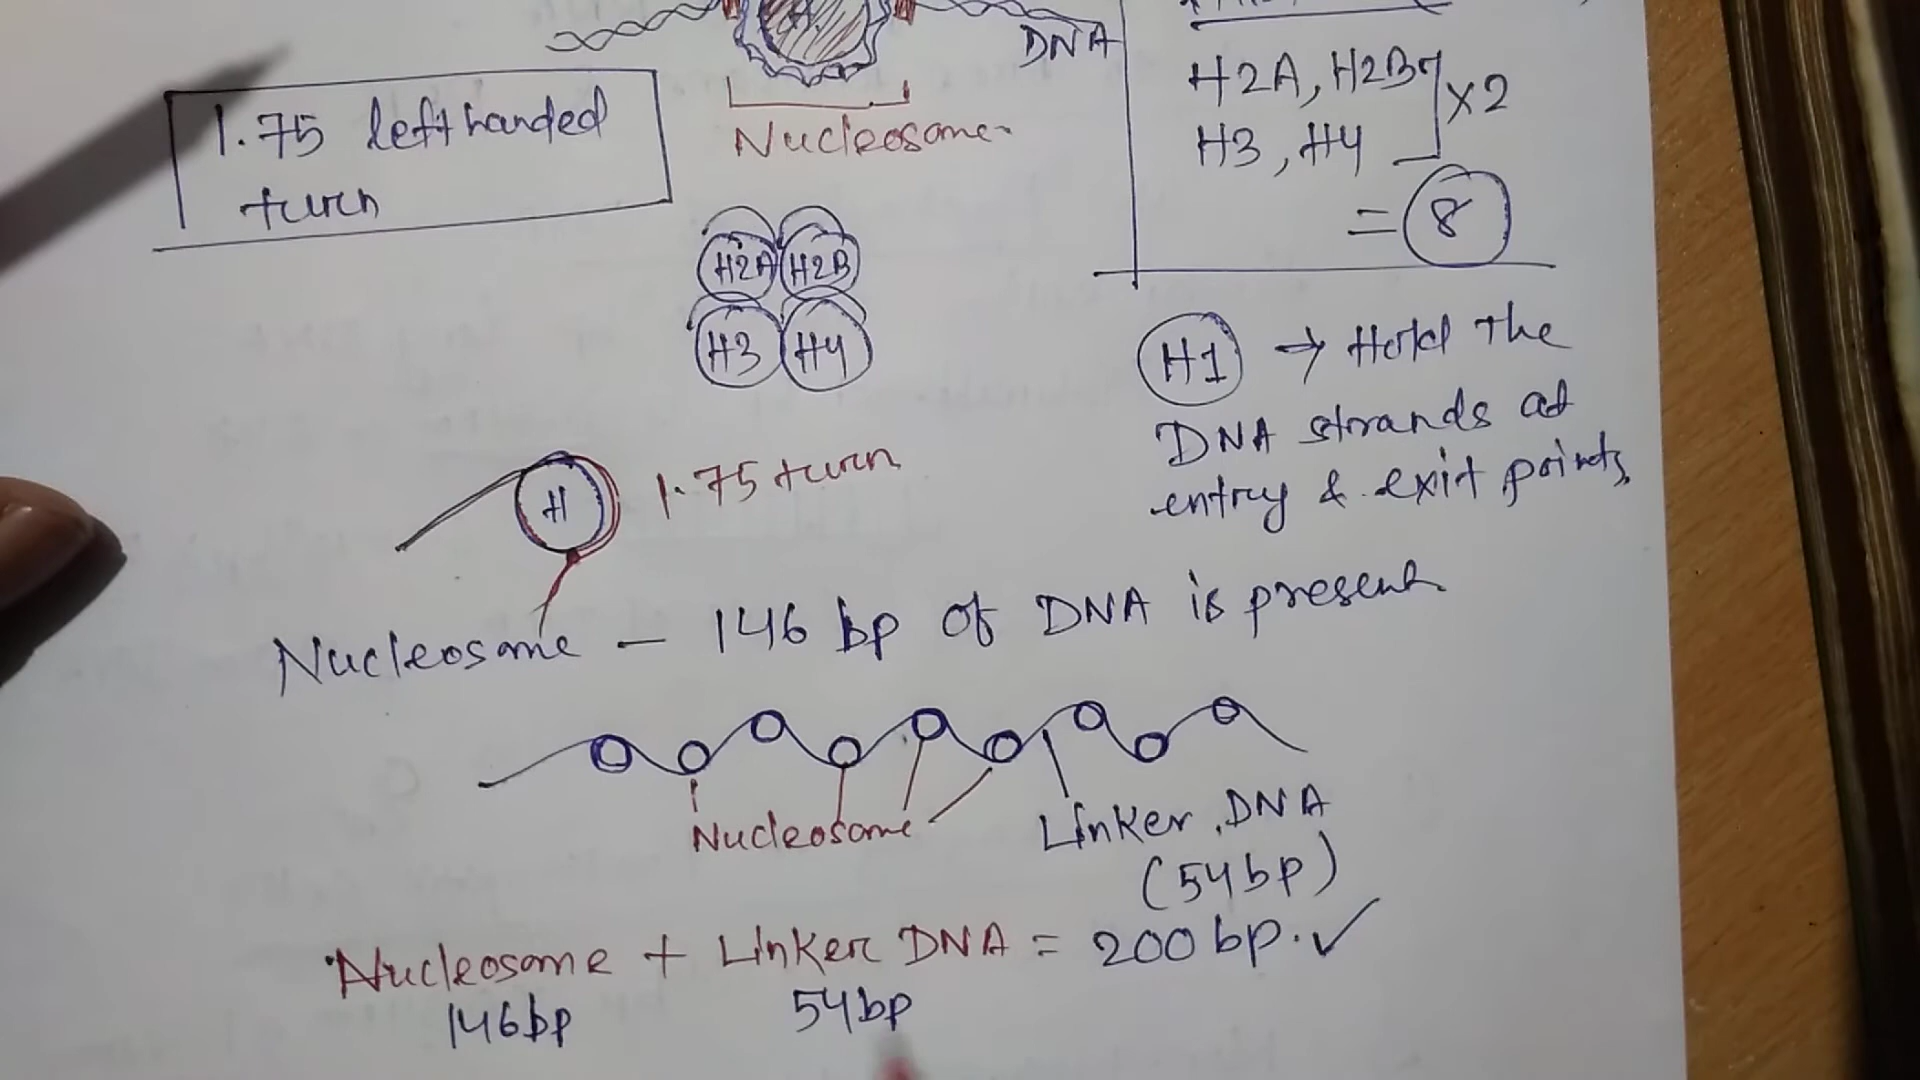 DNA
1.75 left handed
turn
Nucleosome
H2A, H2B
H3, H4
x2
= 8
H2A H2B
H3 H4
H1 → Hold the
DNA strands at
entry & exit points,
H
1.75 turn
Nucleosome – 146 bp of DNA is present
Nucleosome
Linker DNA
(54bp)
Nucleosome + Linker DNA = 200 bp. ✓
146bp 54bp